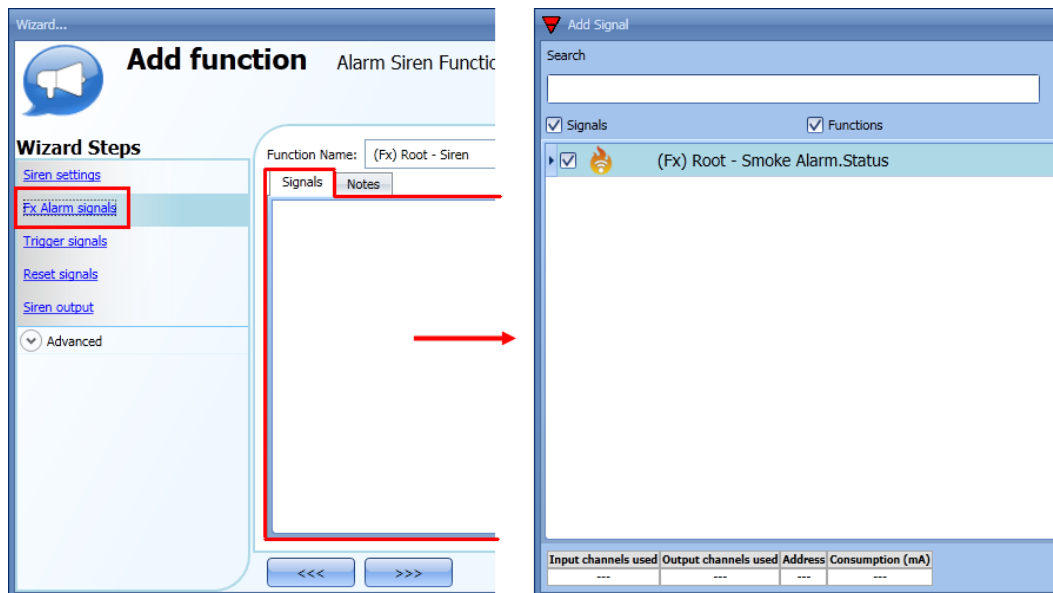 Wizard...
Add function Alarm Siren Functio
Wizard Steps
Siren settings
Fx Alarm signals
Trigger signals
Reset signals
Siren output
Advanced
Function Name: (Fx) Root - Siren
Signals Notes
<<< >>>
Add Signal
Search
Signals Functions
(Fx) Root - Smoke Alarm.Status
Input channels used Output channels used Address Consumption (mA)
--- --- --- ---